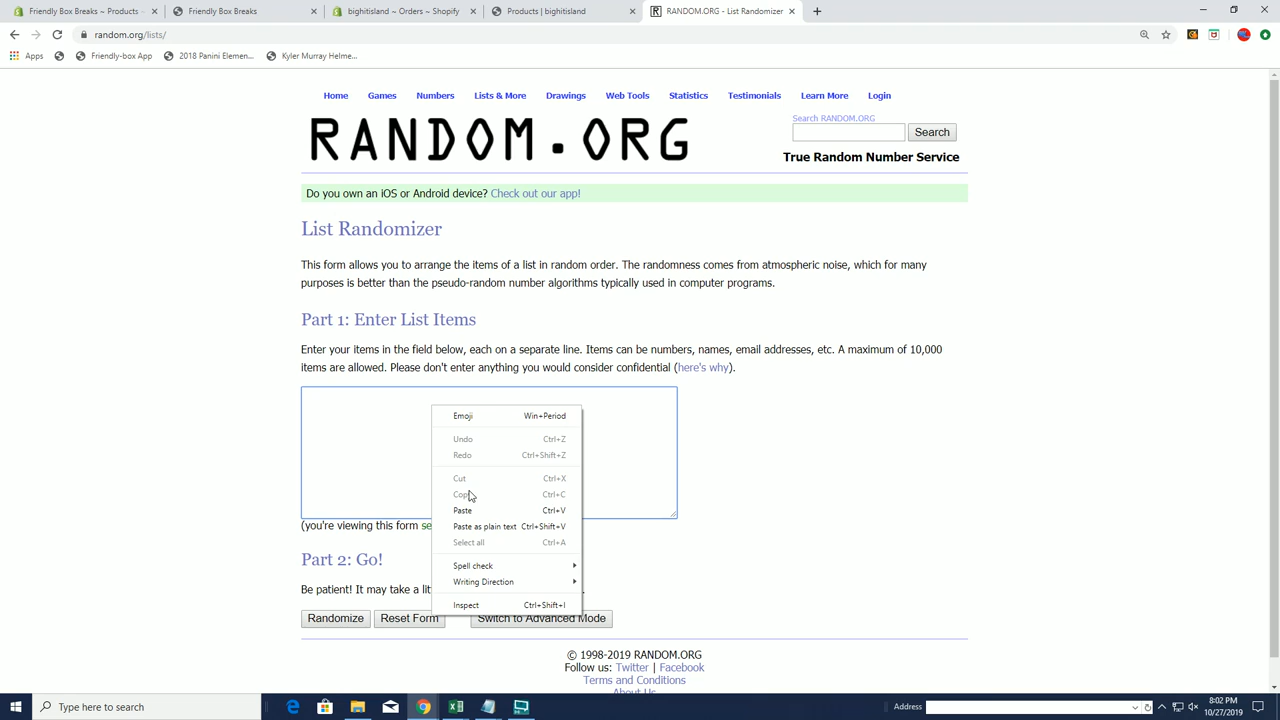 Friendly Box Breaks ~ Products ~
Friendly Box Breaks
bighitisland ~ Orders ~ Shopify
Products | bighitisland
RANDOM.ORG - List Randomizer
random.org/lists/
Apps
Friendly-box App
2018 Panini Elemen...
Kyler Murray Helme...
Home Games Numbers Lists & More Drawings Web Tools Statistics Testimonials Learn More Login
RANDOM.ORG
Search RANDOM.ORG
Search
True Random Number Service
Do you own an iOS or Android device? Check out our app!
List Randomizer
This form allows you to arrange the items of a list in random order. The randomness comes from atmospheric noise, which for many
purposes is better than the pseudo-random number algorithms typically used in computer programs.
Part 1: Enter List Items
Enter your items in the field below, each on a separate line. Items can be numbers, names, email addresses, etc. A maximum of 10,000
items are allowed. Please don't enter anything you would consider confidential (here's why).
Emoji Win+Period
Undo Ctrl+Z
Redo Ctrl+Shift+Z
Cut Ctrl+X
Copy Ctrl+C
Paste Ctrl+V
Paste as plain text Ctrl+Shift+V
Select all Ctrl+A
Spell check
Writing Direction
Inspect Ctrl+Shift+I
(you're viewing this form
Part 2: Go!
Be patient! It may take a
Randomize Reset Form Switch to Advanced Mode
© 1998-2019 RANDOM.ORG
Follow us: Twitter | Facebook
Terms and Conditions
About Us
Type here to search
Address
8:02 PM
10/27/2019